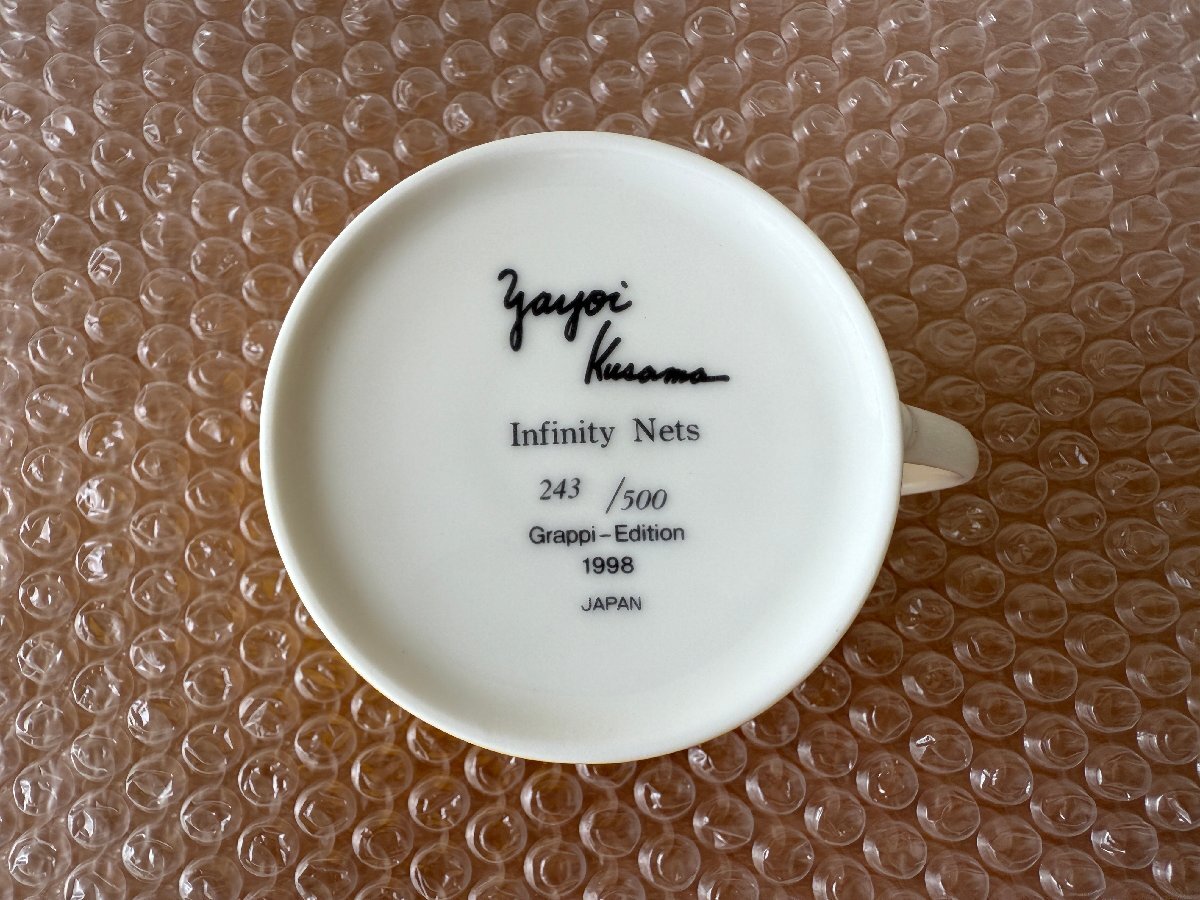 Yayoi
Kusama
Infinity Nets
243 /500
Grappi-Edition
1998
JAPAN